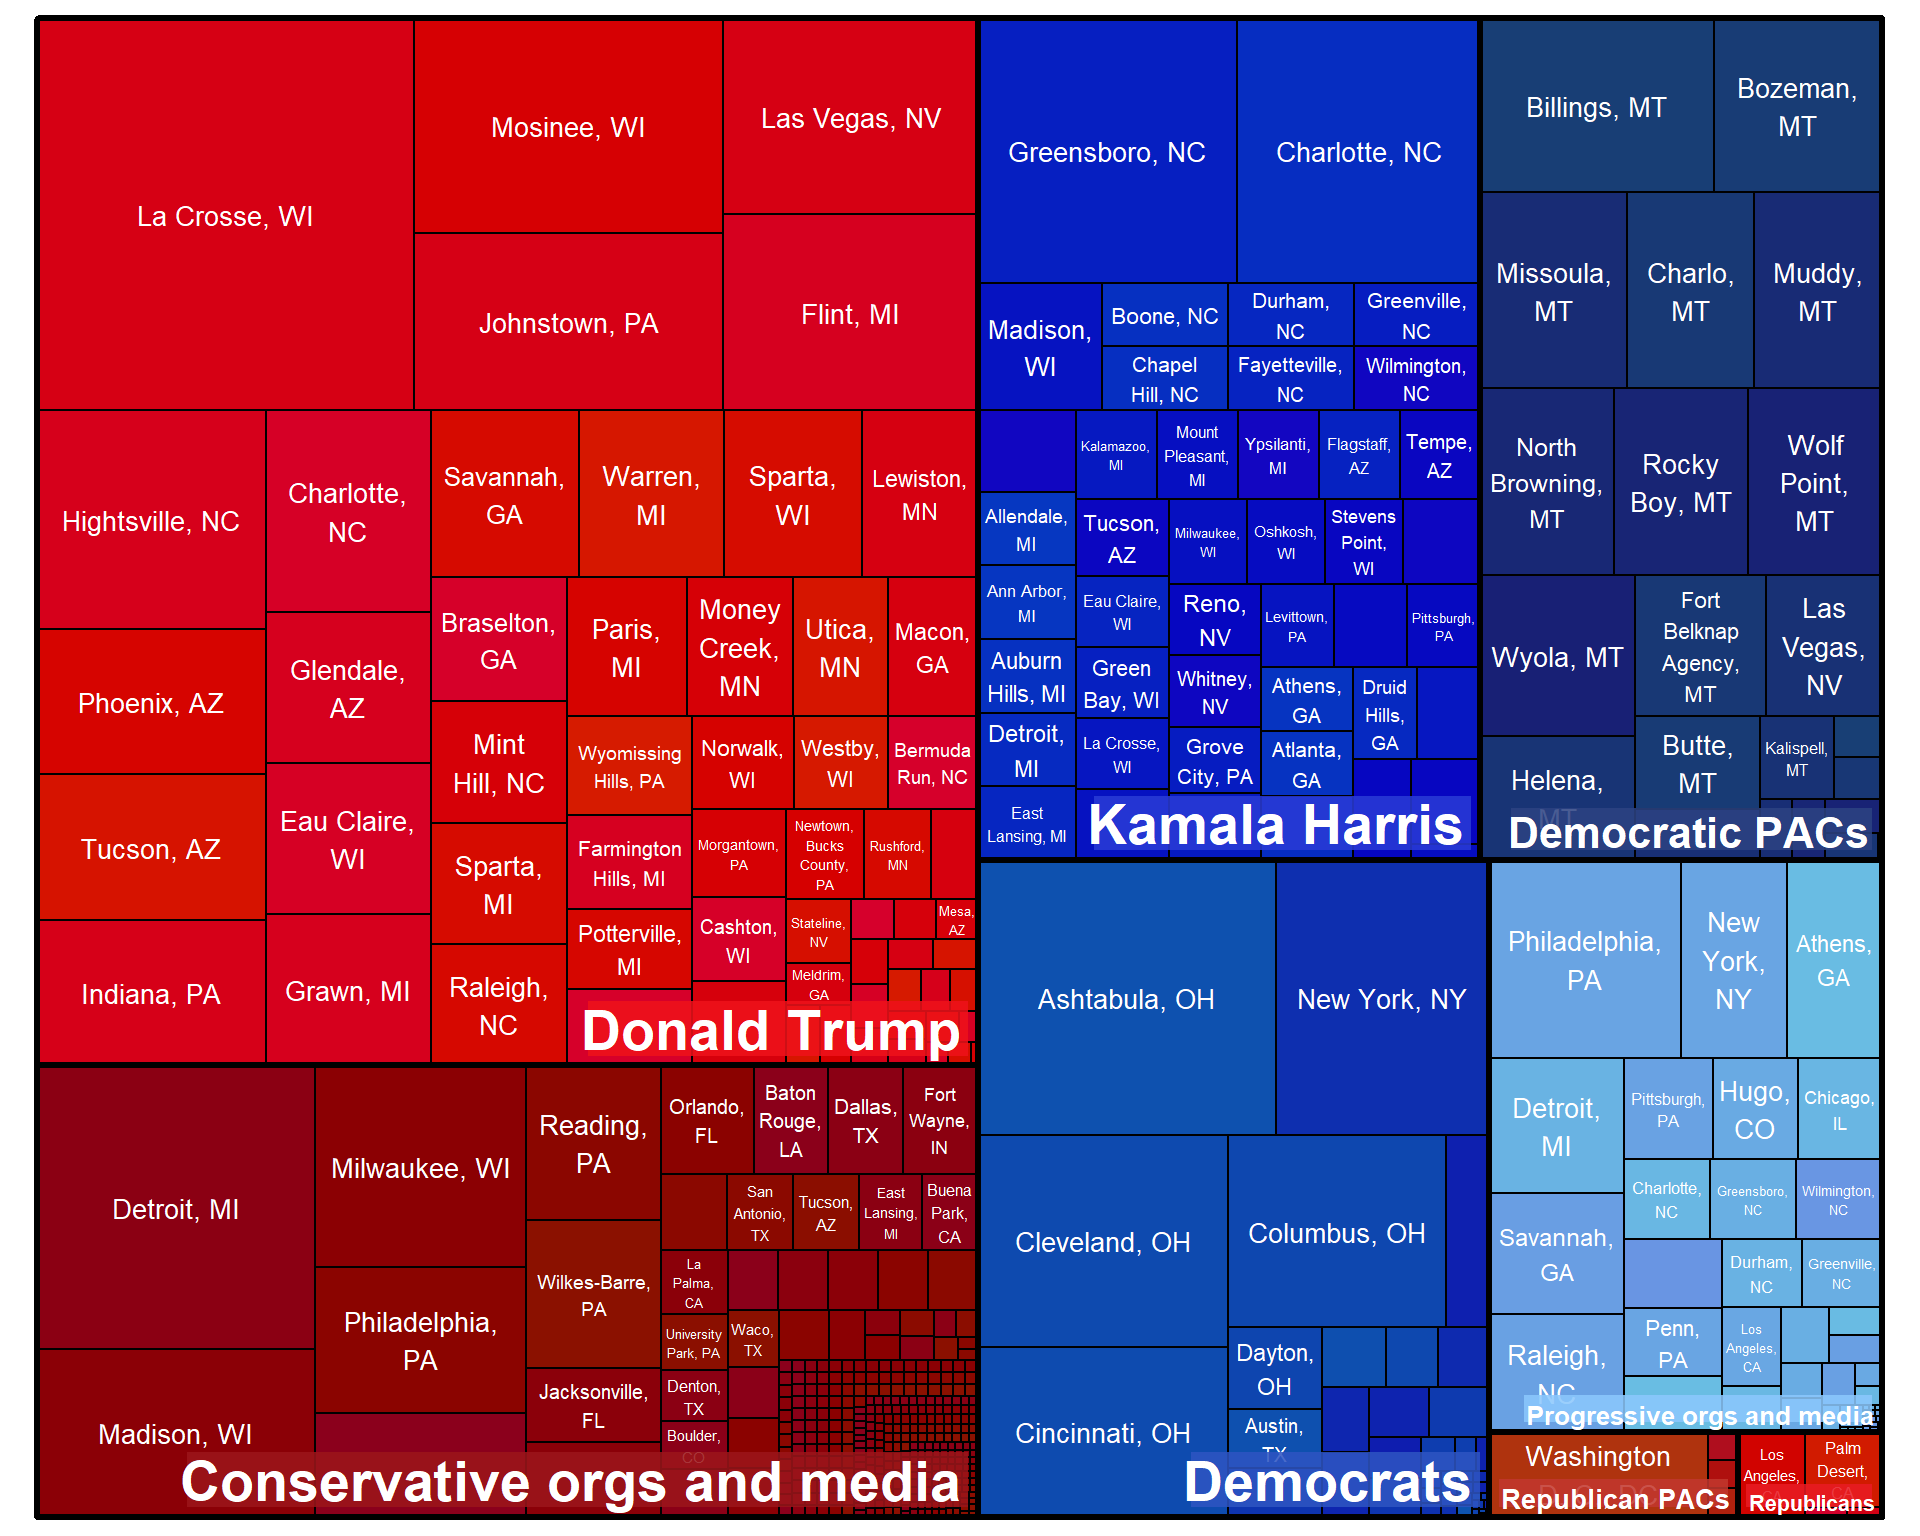 La Crosse, WI
Mosinee, WI
Las Vegas, NV
Johnstown, PA
Flint, MI
Hightsville, NC
Charlotte,
NC
Savannah,
GA
Warren,
MI
Sparta,
WI
Lewiston,
MN
Phoenix, AZ
Glendale,
AZ
Braselton,
GA
Paris,
MI
Money
Creek,
MN
Utica,
MN
Macon,
GA
Tucson, AZ
Eau Claire,
WI
Mint
Hill, NC
Wyomissing
Hills, PA
Norwalk,
WI
Westby,
WI
Bermuda
Run, NC
Sparta,
MI
Farmington
Hills, MI
Morgantown,
PA
Newtown,
Bucks
County,
PA
Rushford,
MN
Indiana, PA
Grawn, MI
Raleigh,
NC
Potterville,
MI
Cashton,
WI
Stateline,
NV
Mesa,
AZ
Meldrim,
GA
Donald Trump
Greensboro, NC
Charlotte, NC
Madison,
WI
Boone, NC
Durham,
NC
Greenville,
NC
Chapel
Hill, NC
Fayetteville,
NC
Wilmington,
NC
Kalamazoo,
MI
Mount
Pleasant,
MI
Ypsilanti,
MI
Flagstaff,
AZ
Tempe,
AZ
Allendale,
MI
Tucson,
AZ
Milwaukee,
WI
Oshkosh,
WI
Stevens
Point,
WI
Ann Arbor,
MI
Eau Claire,
WI
Reno,
NV
Levittown,
PA
Pittsburgh,
PA
Auburn
Hills, MI
Green
Bay, WI
Whitney,
NV
Athens,
GA
Druid
Hills,
GA
Detroit,
MI
La Crosse,
WI
Grove
City, PA
Atlanta,
GA
East
Lansing, MI
Kamala Harris
Billings, MT
Bozeman,
MT
Missoula,
MT
Charlo,
MT
Muddy,
MT
North
Browning,
MT
Rocky
Boy, MT
Wolf
Point,
MT
Wyola, MT
Fort
Belknap
Agency,
MT
Las
Vegas,
NV
Helena,
MT
Butte,
MT
Kalispell,
MT
Democratic PACs
Detroit, MI
Milwaukee, WI
Reading,
PA
Orlando,
FL
Baton
Rouge,
LA
Dallas,
TX
Fort
Wayne,
IN
San
Antonio,
TX
Tucson,
AZ
East
Lansing,
MI
Buena
Park,
CA
Philadelphia,
PA
Wilkes-Barre,
PA
La
Palma,
CA
University
Park, PA
Waco,
TX
Madison, WI
Jacksonville,
FL
Denton,
TX
Boulder,
CO
Conservative orgs and media
Ashtabula, OH
New York, NY
Cleveland, OH
Columbus, OH
Cincinnati, OH
Dayton,
OH
Austin,
TX
Democrats
Philadelphia,
PA
New
York,
NY
Athens,
GA
Detroit,
MI
Pittsburgh,
PA
Hugo,
CO
Chicago,
IL
Charlotte,
NC
Greensboro,
NC
Wilmington,
NC
Savannah,
GA
Durham,
NC
Greenville,
NC
Raleigh,
NC
Penn,
PA
Los
Angeles,
CA
Progressive orgs and media
Washington
Republican PACs
Los
Angeles,
CA
Palm
Desert,
CA
Republicans